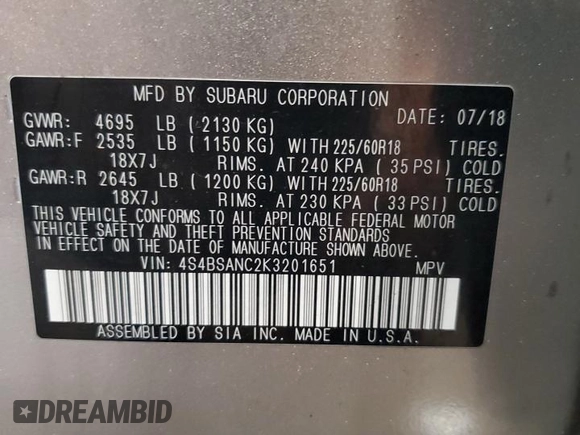 MFD BY SUBARU CORPORATION
GVWR: 4695 LB ( 2130 KG) DATE: 07/18
GAWR:F 2535 LB ( 1150 KG) WITH 225/60R18 TIRES.
18X7J RIMS. AT 240 KPA ( 35 PSI) COLD
GAWR:R 2645 LB ( 1200 KG) WITH 225/60R18 TIRES.
18X7J RIMS. AT 230 KPA ( 33 PSI) COLD
THIS VEHICLE CONFORMS TO ALL APPLICABLE FEDERAL MOTOR
VEHICLE SAFETY AND THEFT PREVENTION STANDARDS IN
EFFECT ON THE DATE OF MANUFACTURE SHOWN ABOVE.
VIN: 4S4BSANC2K3201651 MPV
ASSEMBLED BY SIA INC. MADE IN U.S.A.
DREAMBID